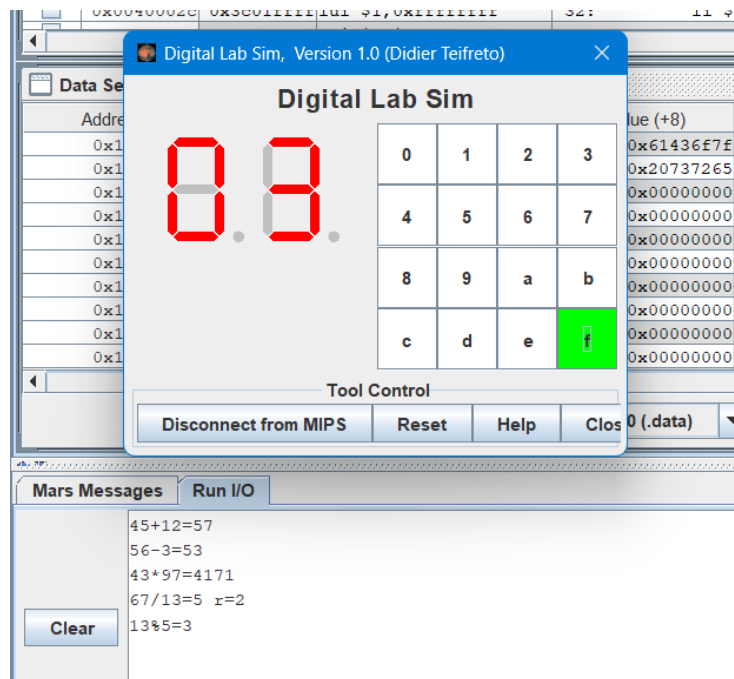 0x0040002c 0x3c01ffff lui $1,0xffffffff 32: li $
Digital Lab Sim, Version 1.0 (Didier Teifreto)
Data Se
Digital Lab Sim
Addre
lue (+8)
0x1
0x61436f7f
0x1
0x20737265
0x1
0x00000000
0x1
0x00000000
0x1
0x00000000
0x1
0x00000000
0x1
0x00000000
0x1
0x00000000
0x1
0x00000000
0x1
0x00000000
03
0 1 2 3
4 5 6 7
8 9 a b
c d e f
Tool Control
Disconnect from MIPS Reset Help Clos
0 (.data)
Mars Messages Run I/O
45+12=57
56-3=53
43*97=4171
67/13=5 r=2
13%5=3
Clear